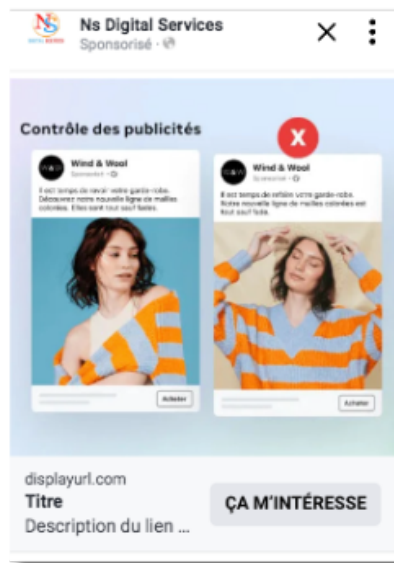 Ns Digital Services
Sponsorisé ·
X
Contrôle des publicités
X
Wind & Wool
Sponsorisé ·
Il est temps de revoir votre garde-robe.
Découvrez notre nouvelle ligne de mailles
colorées. Elles sont tout sauf fades.
Acheter
Wind & Wool
Sponsorisé ·
Il est temps de refaire votre garde-robe.
Notre nouvelle ligne de mailles colorées est
tout sauf fade.
Acheter
displayurl.com
Titre
Description du lien ...
ÇA M'INTÉRESSE